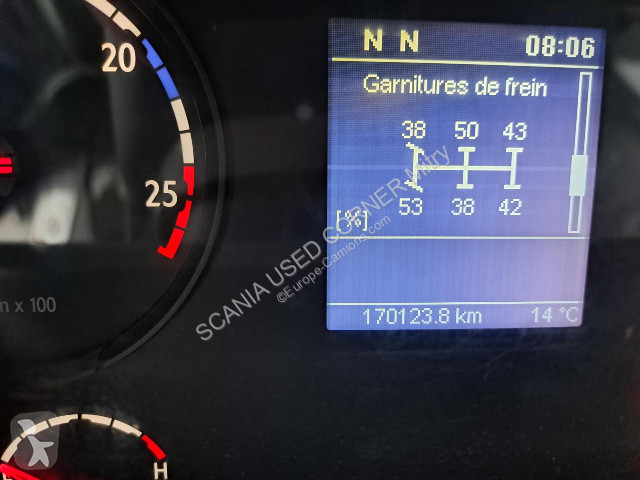 N N 08:06
Garnitures de frein
38 50 43
53 38 42
[%]
170123.8 km 14 °C
20
25
x 100
H
SCANIA USED CORNER Mitry
©Europe-Camions.com